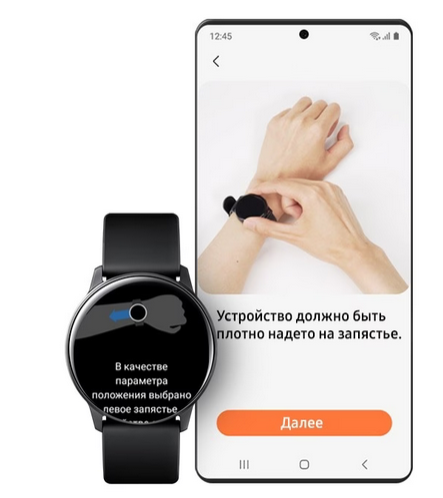 12:45
Устройство должно быть
плотно надето на запястье.
Далее
В качестве
параметра
положения выбрано
левое запястье